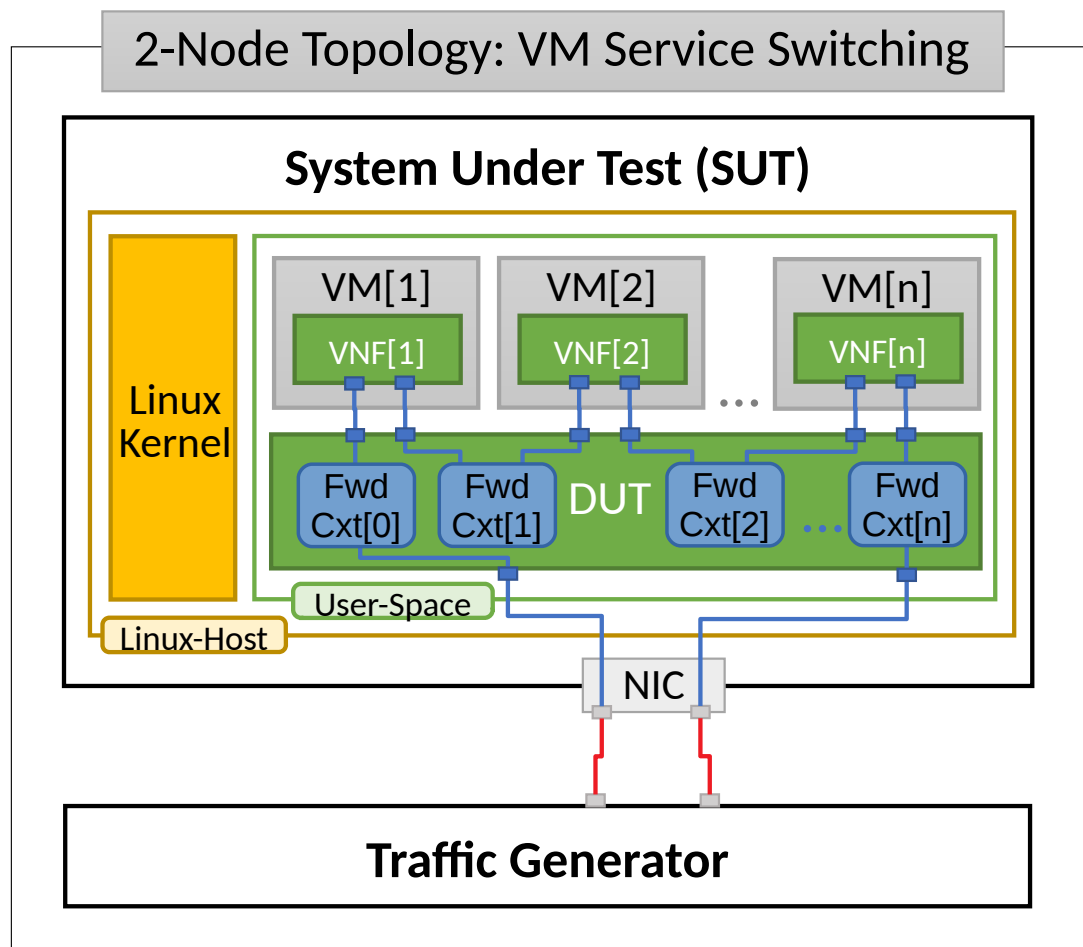 2-Node Topology: VM Service Switching
System Under Test (SUT)
Linux
Kernel
VM[1]
VNF[1]
VM[2]
VNF[2]
...
VM[n]
VNF[n]
Fwd
Cxt[0]
Fwd
Cxt[1]
DUT
Fwd
Cxt[2]
...
Fwd
Cxt[n]
User-Space
Linux-Host
NIC
Traffic Generator